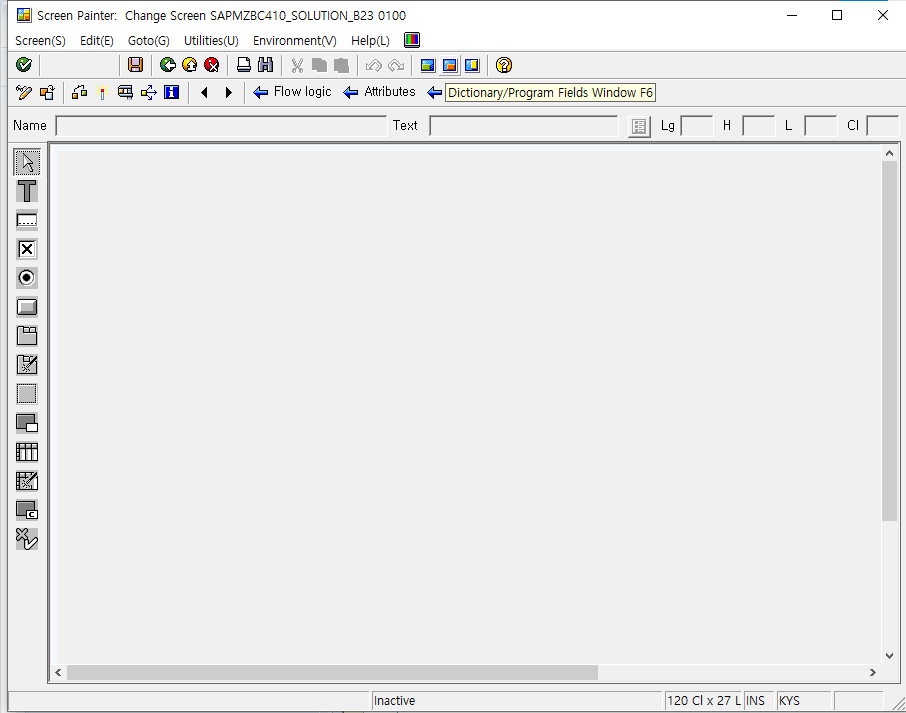 Screen Painter: Change Screen SAPMZBC410_SOLUTION_B23 0100
Screen(S) Edit(E) Goto(G) Utilities(U) Environment(V) Help(L)
Flow logic Attributes Dictionary/Program Fields Window F6
Name Text Lg H L Cl
C
Inactive 120 Cl x 27 L INS KYS